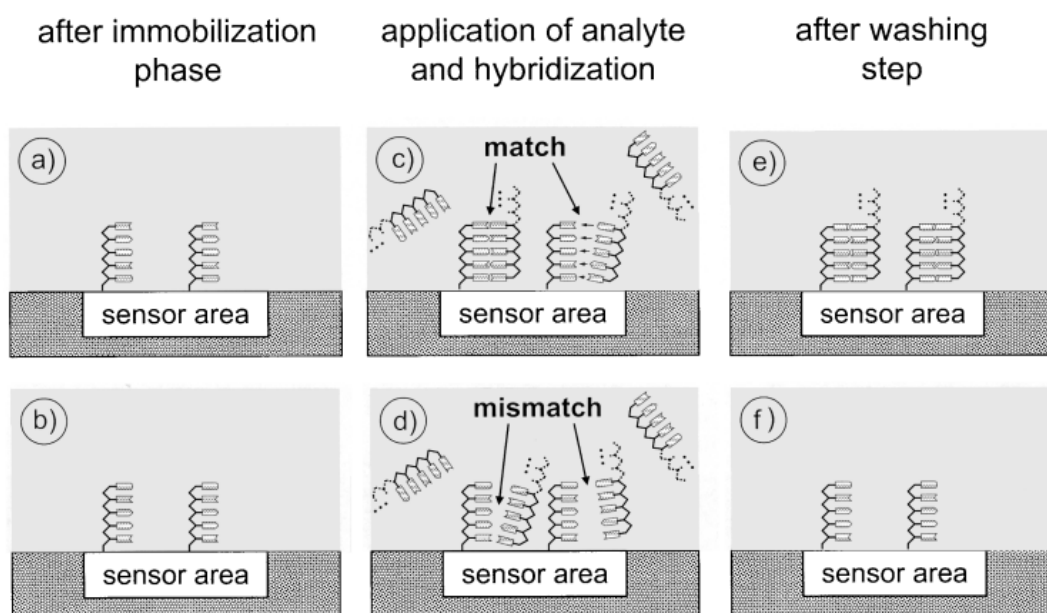 after immobilization
phase
application of analyte
and hybridization
after washing
step
a)
c)
match
e)
sensor area
sensor area
sensor area
b)
d)
mismatch
f)
sensor area
sensor area
sensor area